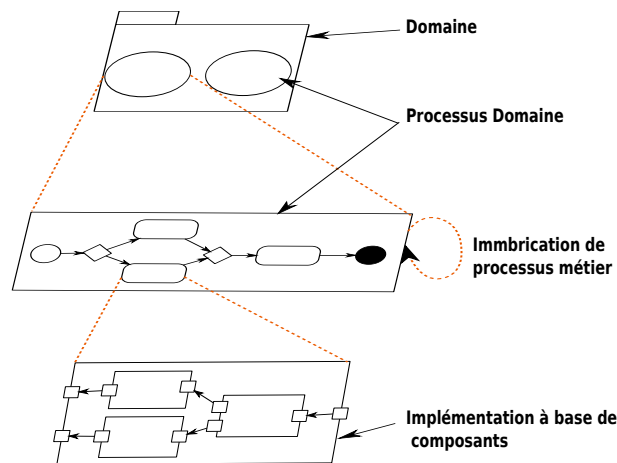 Domaine
Processus Domaine
Immbrication de
processus métier
Implémentation à base de
composants